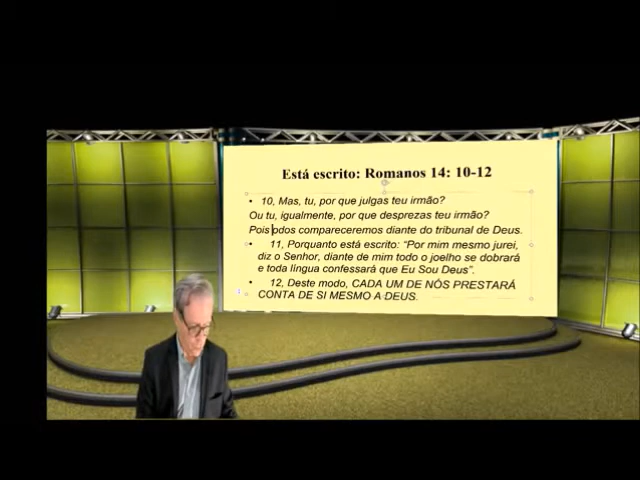 Está escrito: Romanos 14: 10-12
• 10, Mas, tu, por que julgas teu irmão?
Ou tu, igualmente, por que desprezas teu irmão?
Pois odos compareceremos diante do tribunal de Deus.
• 11, Porquanto está escrito: “Por mim mesmo jurei,
diz o Senhor, diante de mim todo o joelho se dobrará
e toda língua confessará que Eu Sou Deus”.
• 12, Deste modo, CADA UM DE NÓS PRESTARÁ
CONTA DE SI MESMO A DEUS.